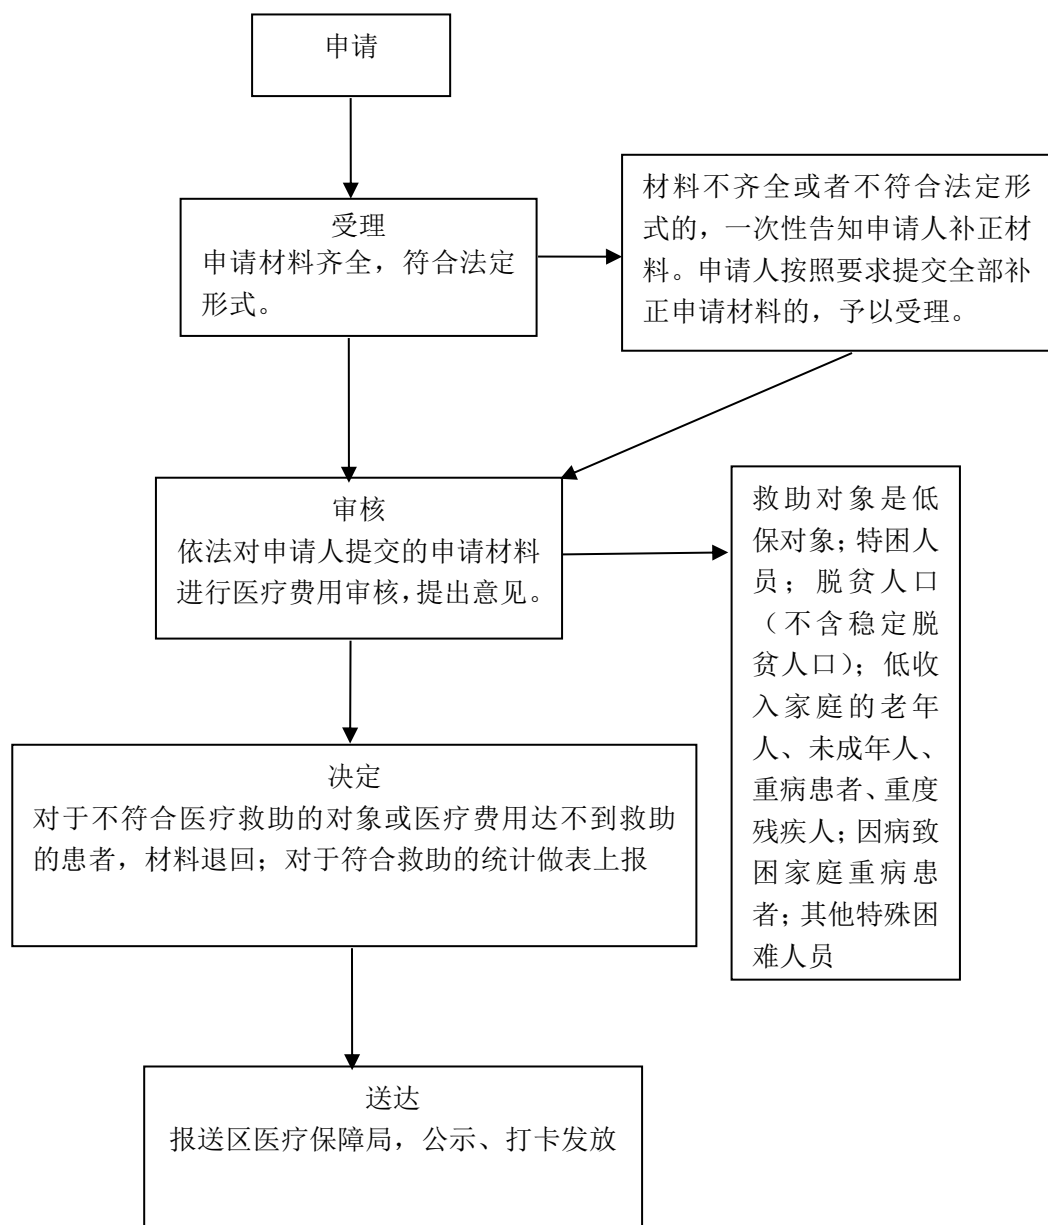 申请
受理
申请材料齐全，符合法定
形式。
材料不齐全或者不符合法定形
式的，一次性告知申请人补正材
料。申请人按照要求提交全部补
正申请材料的，予以受理。
审核
依法对申请人提交的申请材料
进行医疗费用审核，提出意见。
救助对象是低
保对象；特困人
员；脱贫人口
（不含稳定脱
贫人口）；低收
入家庭的老年
人、未成年人、
重病患者、重度
残疾人；因病致
困家庭重病患
者；其他特殊困
难人员
决定
对于不符合医疗救助的对象或医疗费用达不到救助
的患者，材料退回；对于符合救助的统计做表上报
送达
报送区医疗保障局，公示、打卡发放